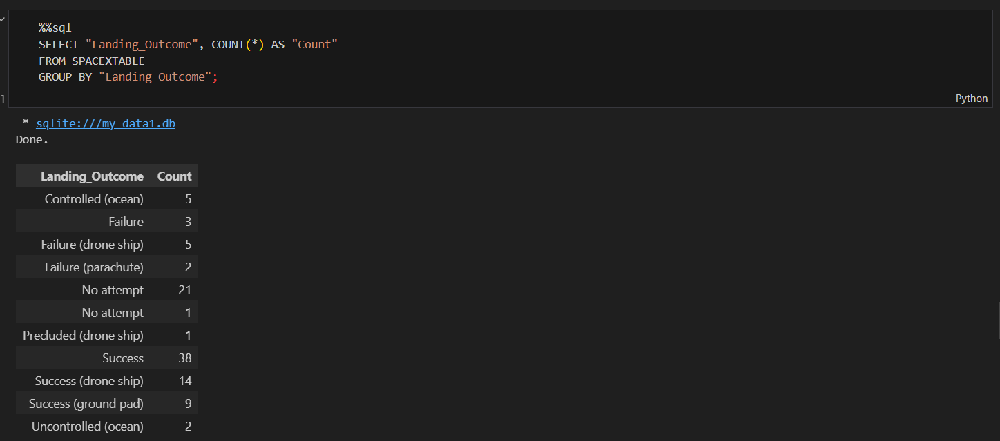 %%sql
SELECT "Landing_Outcome", COUNT(*) AS "Count"
FROM SPACEXTABLE
GROUP BY "Landing_Outcome";
]
Python
* sqlite:///my_data1.db
Done.
Landing_Outcome Count
Controlled (ocean) 5
Failure 3
Failure (drone ship) 5
Failure (parachute) 2
No attempt 21
No attempt 1
Precluded (drone ship) 1
Success 38
Success (drone ship) 14
Success (ground pad) 9
Uncontrolled (ocean) 2